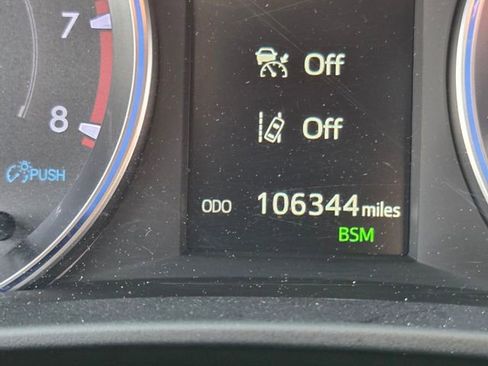 7
8
PUSH
Off
Off
ODO 106344 miles
BSM